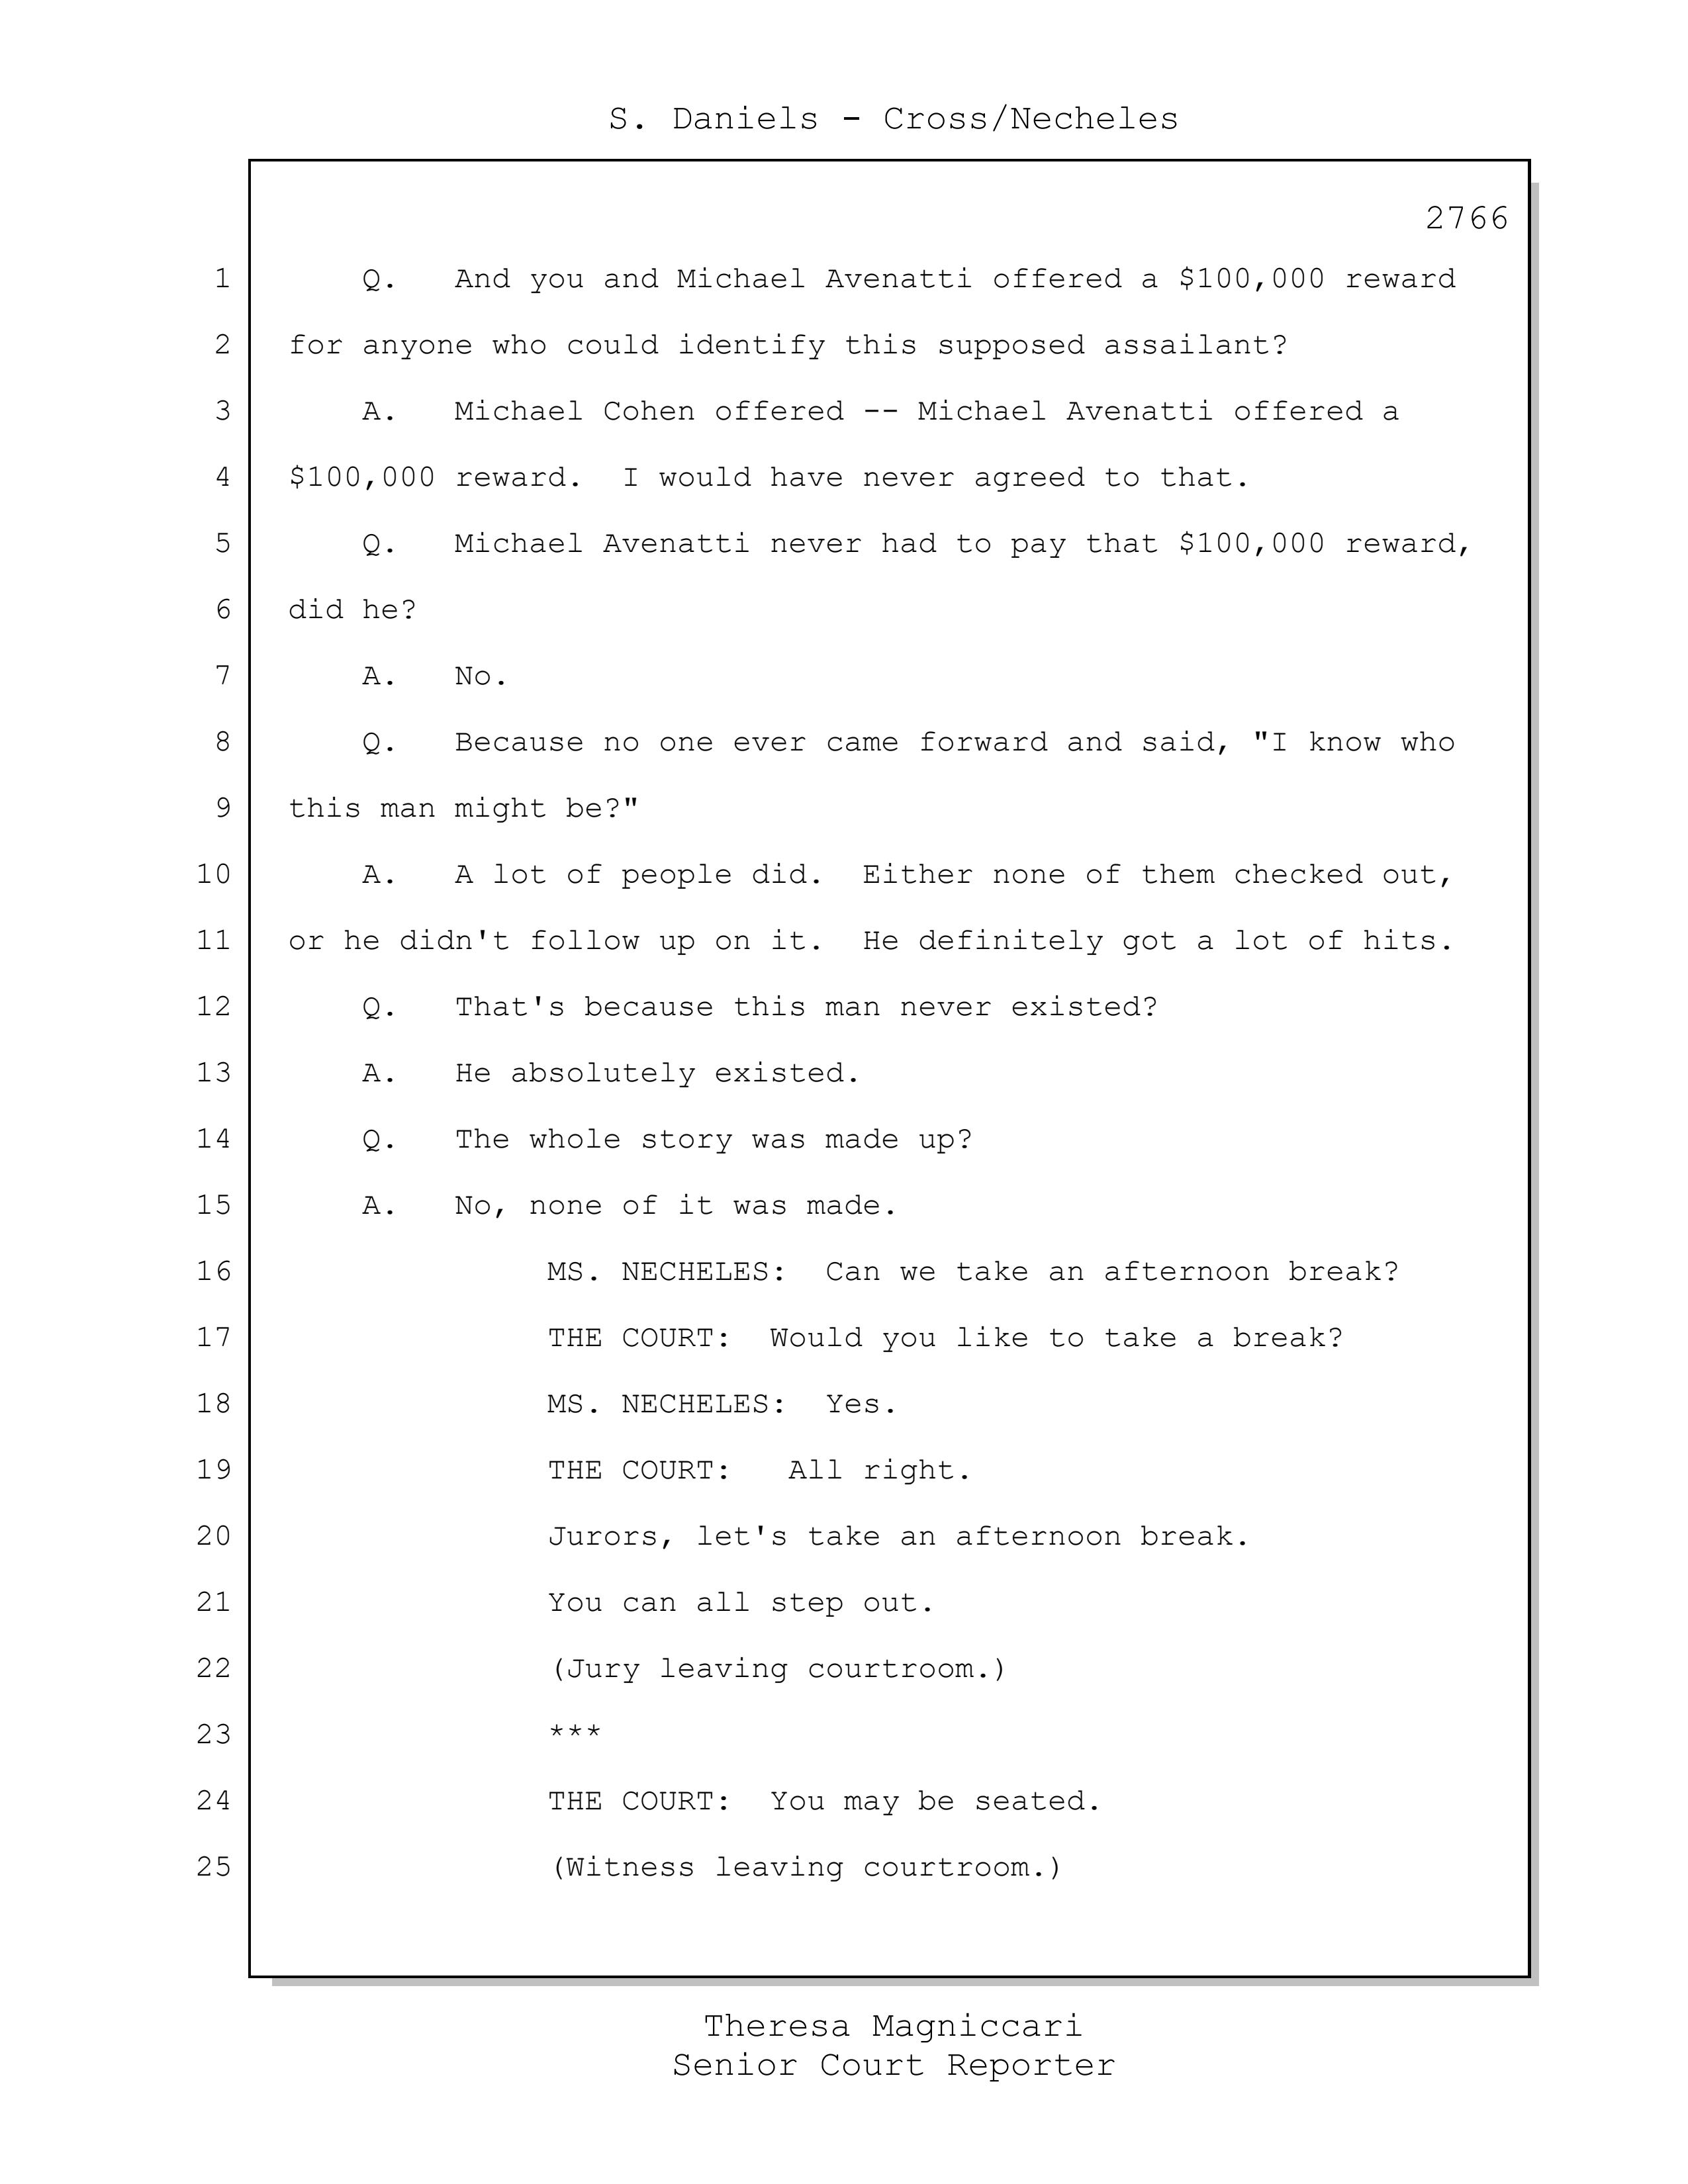 S. Daniels - Cross/Necheles
2766
1 Q. And you and Michael Avenatti offered a $100,000 reward
2 for anyone who could identify this supposed assailant?
3 A. Michael Cohen offered -- Michael Avenatti offered a
4 $100,000 reward. I would have never agreed to that.
5 Q. Michael Avenatti never had to pay that $100,000 reward,
6 did he?
7 A. No.
8 Q. Because no one ever came forward and said, "I know who
9 this man might be?"
10 A. A lot of people did. Either none of them checked out,
11 or he didn't follow up on it. He definitely got a lot of hits.
12 Q. That's because this man never existed?
13 A. He absolutely existed.
14 Q. The whole story was made up?
15 A. No, none of it was made.
16 MS. NECHELES: Can we take an afternoon break?
17 THE COURT: Would you like to take a break?
18 MS. NECHELES: Yes.
19 THE COURT: All right.
20 Jurors, let's take an afternoon break.
21 You can all step out.
22 (Jury leaving courtroom.)
23 ***
24 THE COURT: You may be seated.
25 (Witness leaving courtroom.)
Theresa Magniccari
Senior Court Reporter